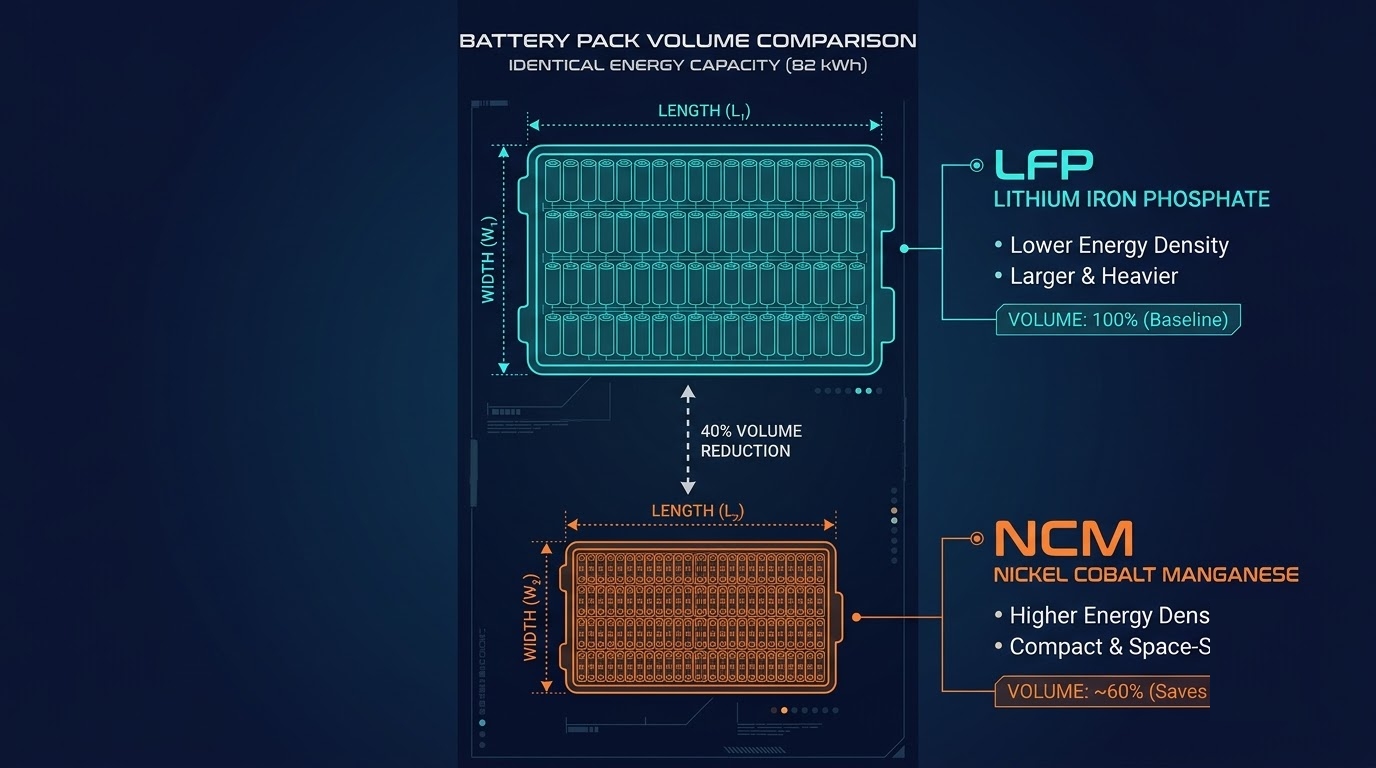 BATTERY PACK VOLUME COMPARISON
IDENTICAL ENERGY CAPACITY (82 kWh)
LENGTH (L₁)
WIDTH (W₁)
LFP
LITHIUM IRON PHOSPHATE
• Lower Energy Density
• Larger & Heavier
VOLUME: 100% (Baseline)
40% VOLUME
REDUCTION
LENGTH (L₂)
WIDTH (W₂)
NCM
NICKEL COBALT MANGANESE
• Higher Energy Dens
• Compact & Space-S
VOLUME: ~60% (Saves